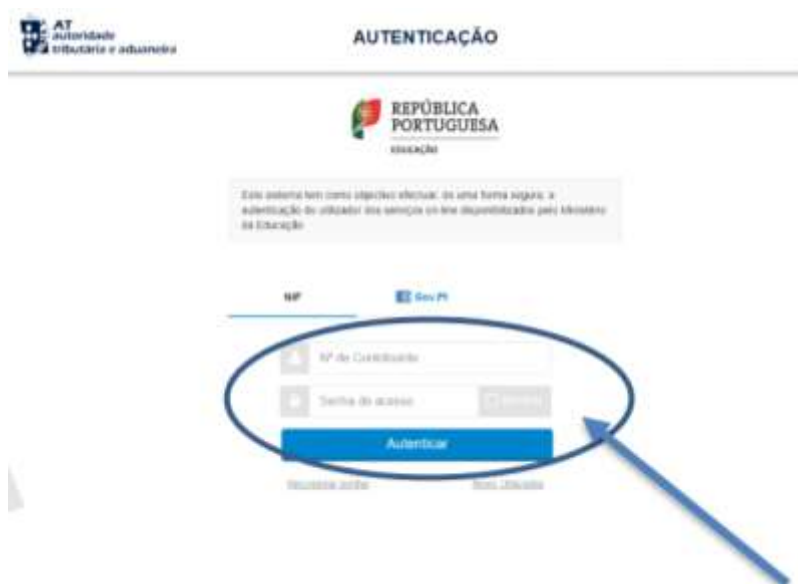 AT
autoridade
tributária e aduaneira
AUTENTICAÇÃO
REPÚBLICA
PORTUGUESA
EDUCAÇÃO
Este sistema tem como objectivo efectuar, de uma forma segura, a
autenticação do utilizador dos serviços on-line disponibilizados pelo Ministério
da Educação
NIF
Gov.Pt
Nº de Contribuinte
Senha de acesso
Autenticar
Recuperar senha
Novo Utilizador